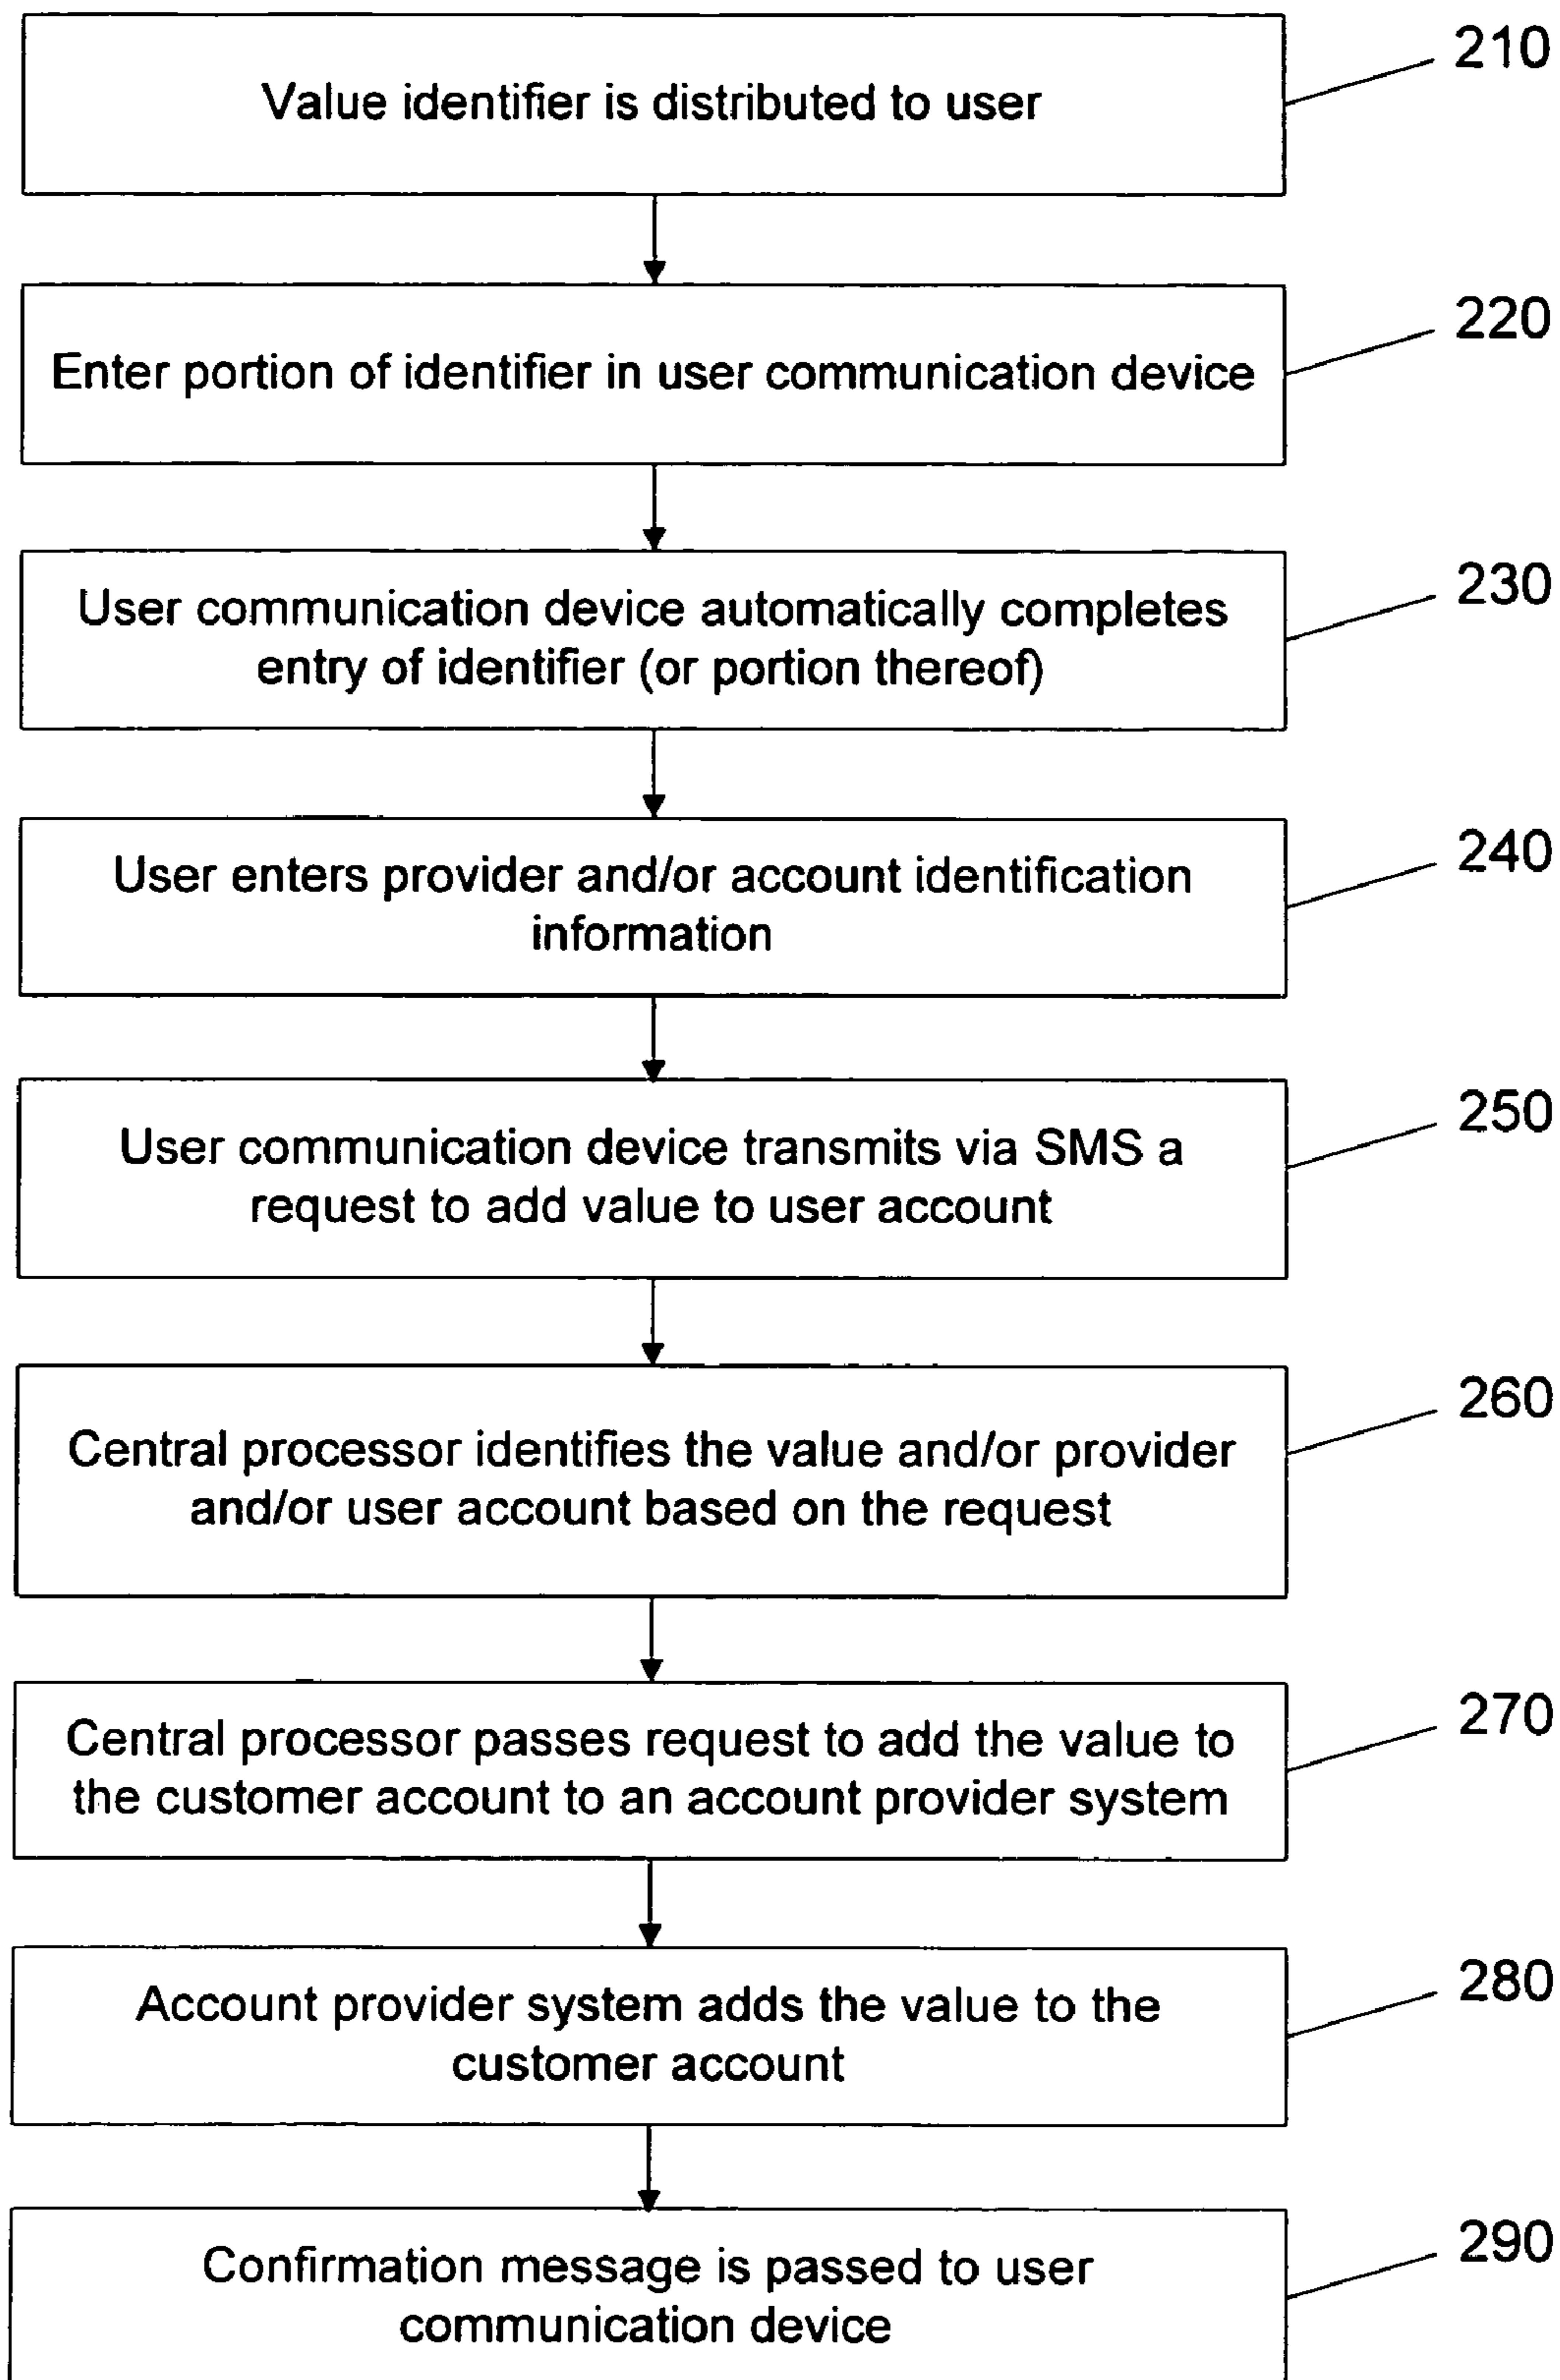 210
Value identifier is distributed to user
220
Enter portion of identifier in user communication device
230
User communication device automatically completes
entry of identifier (or portion thereof)
240
User enters provider and/or account identification
information
250
User communication device transmits via SMS a
request to add value to user account
260
Central processor identifies the value and/or provider
and/or user account based on the request
270
Central processor passes request to add the value to
the customer account to an account provider system
280
Account provider system adds the value to the
customer account
290
Confirmation message is passed to user
communication device